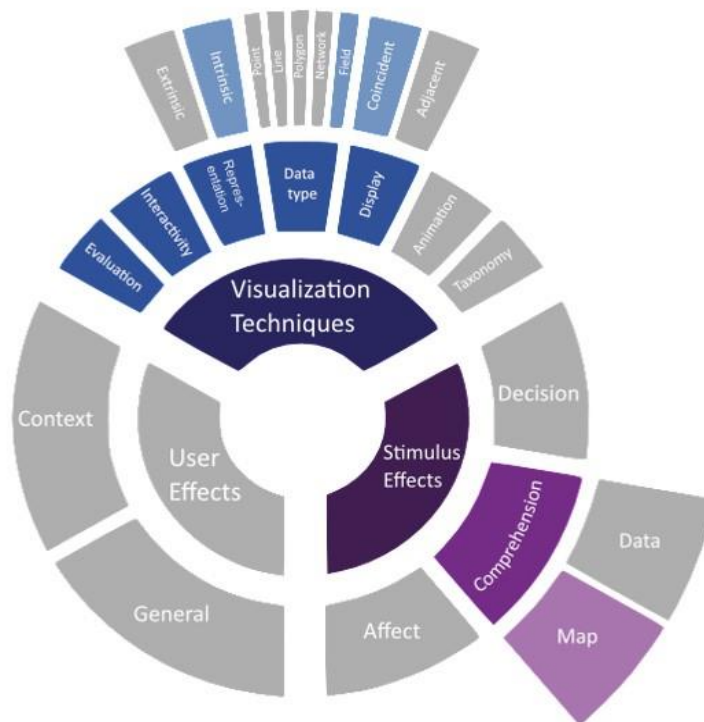 Extrinsic
Intrinsic
Point
Line
Polygon
Network
Field
Coincident
Adjacent
Evaluation
Interactivity
Repres-
entation
Data
type
Display
Animation
Taxonomy
Visualization
Techniques
Context
User
Effects
Stimulus
Effects
Decision
Comprehension
Data
Map
General
Affect